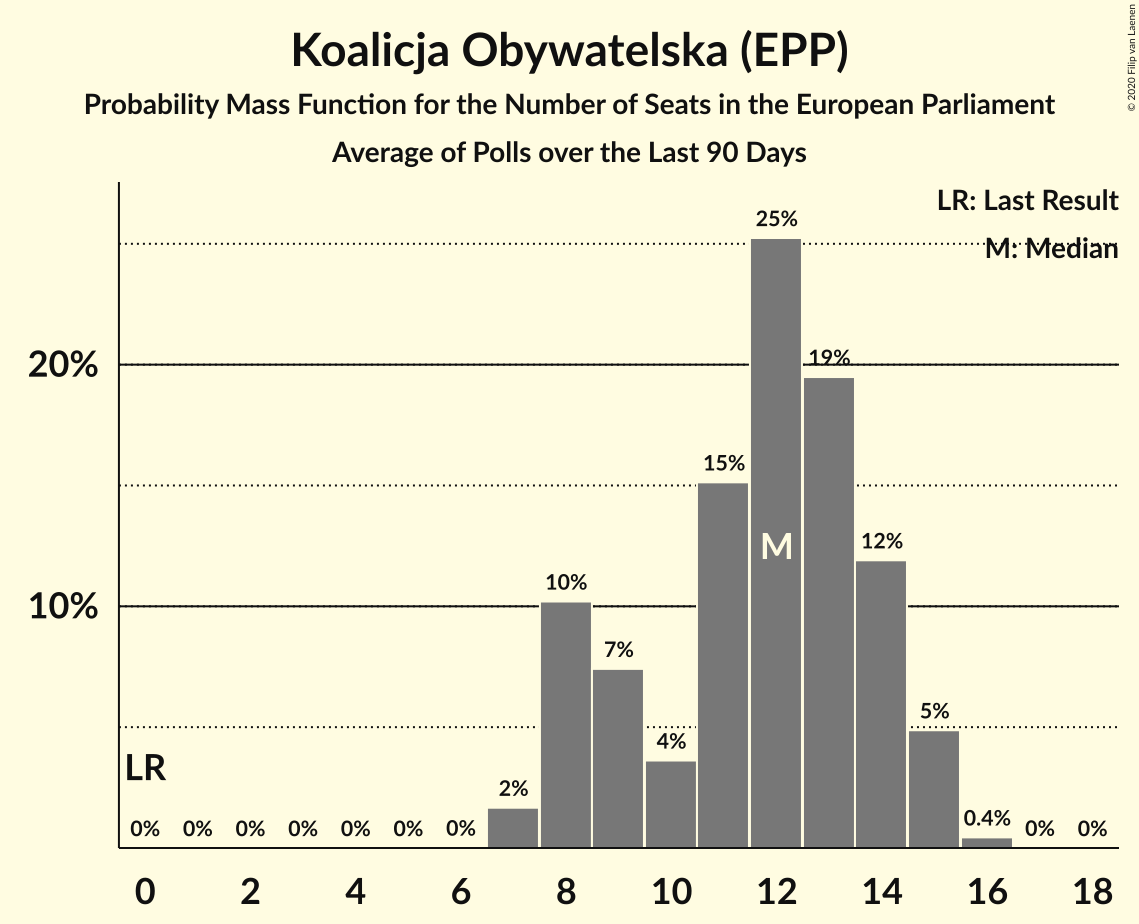 Koalicja Obywatelska (EPP)
Probability Mass Function for the Number of Seats in the European Parliament
Average of Polls over the Last 90 Days
© 2020 Filip van Laenen
LR: Last Result
M: Median
25%
20%
19%
15%
M
12%
10%
10%
7%
5%
4%
LR
2%
0% 0% 0% 0% 0% 0% 0% 0.4% 0% 0%
0 2 4 6 8 10 12 14 16 18